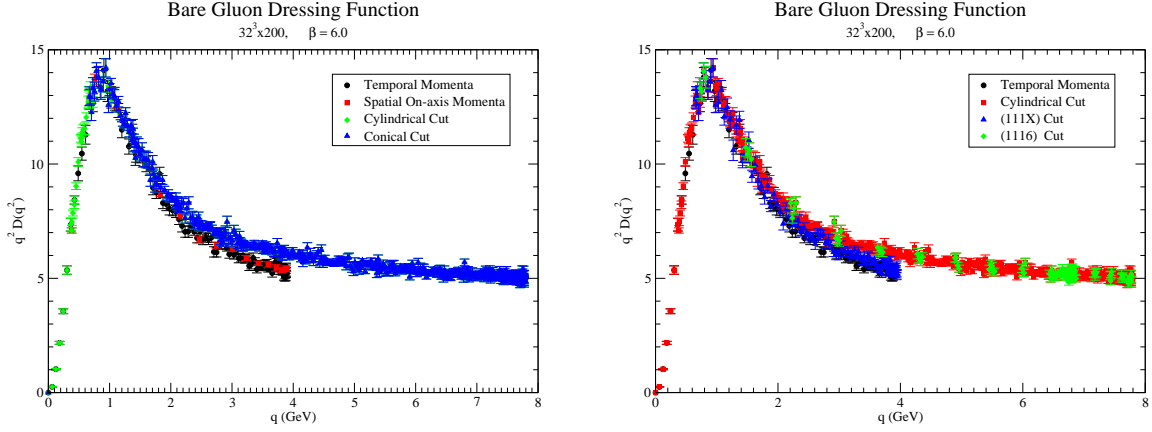 Bare Gluon Dressing Function
32³x200, β = 6.0
15
10
5
0
q² D(q²)
Temporal Momenta
Spatial On-axis Momenta
Cylindrical Cut
Conical Cut
0 1 2 3 4 5 6 7 8
q (GeV)
Bare Gluon Dressing Function
32³x200, β = 6.0
15
10
5
0
q² D(q²)
Temporal Momenta
Cylindrical Cut
(111X) Cut
(1116) Cut
0 2 4 6 8
q (GeV)